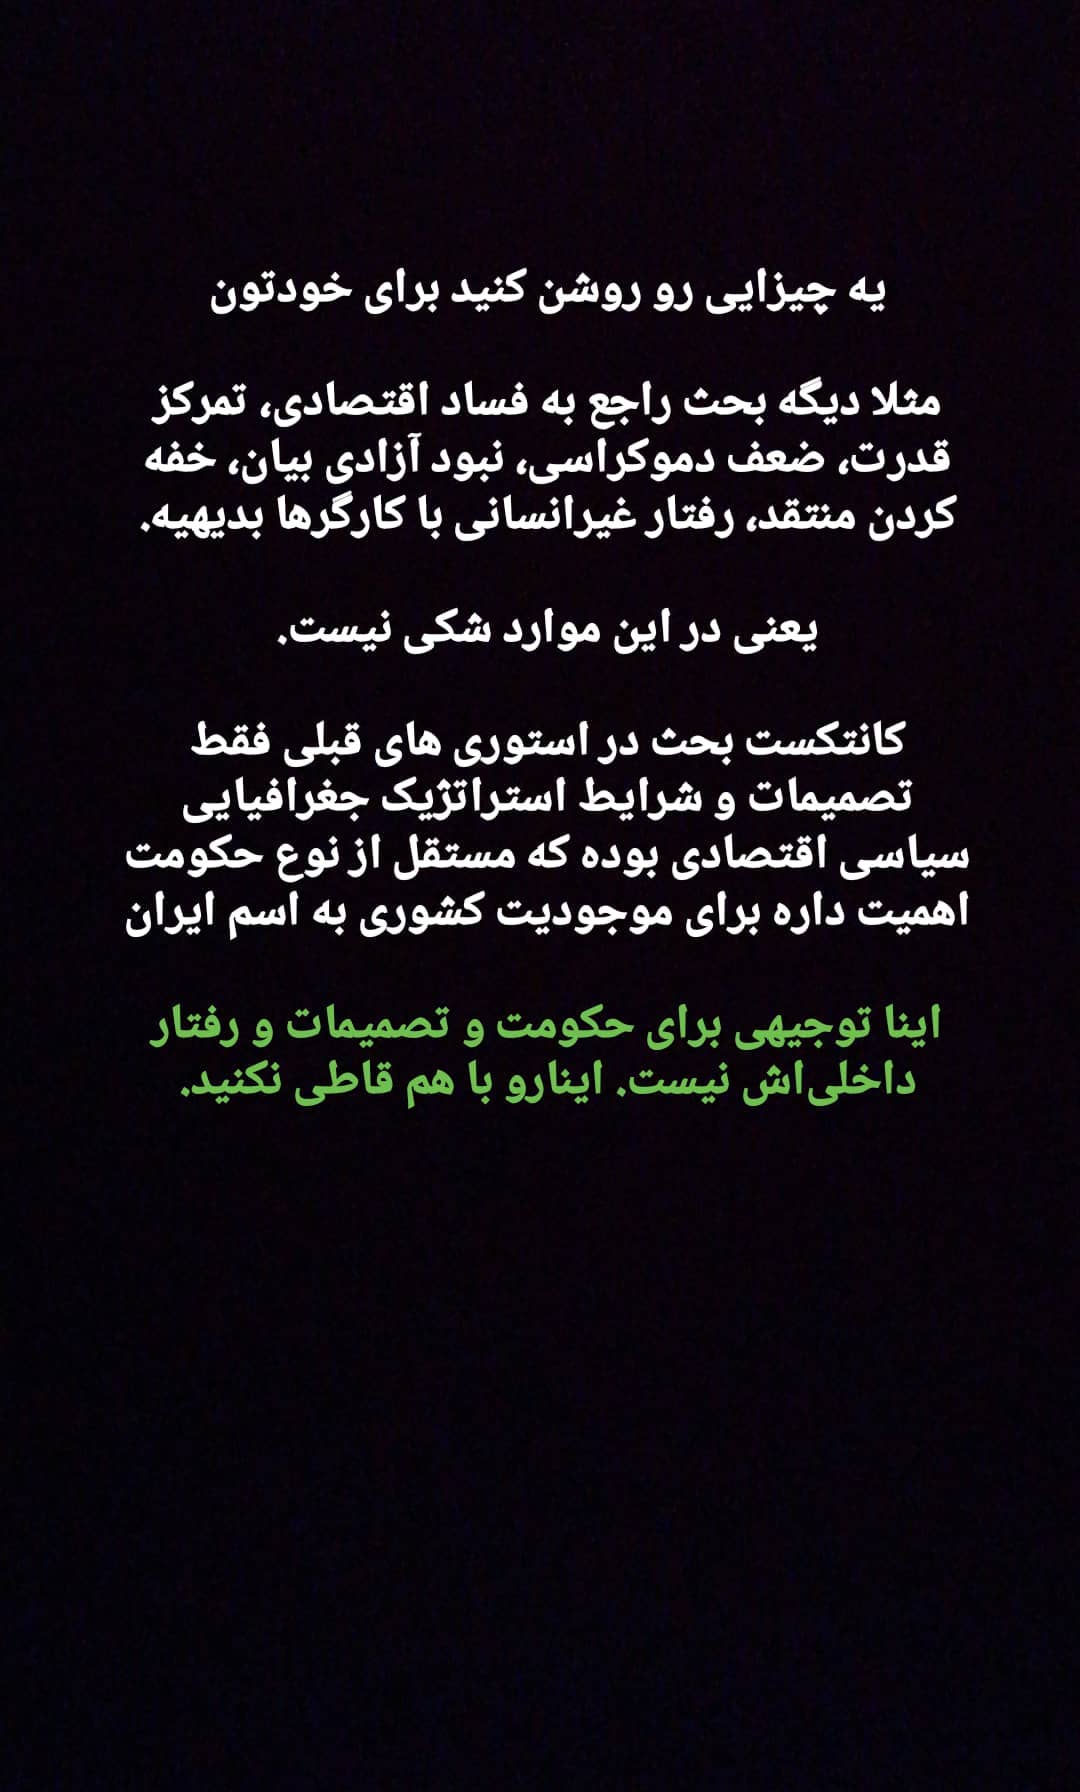 یه چیزایی رو روشن کنید برای خودتون
مثلا دیگه بحث راجع به فساد اقتصادی، تمرکز
قدرت، ضعف دموکراسی، نبود آزادی بیان، خفه
کردن منتقد، رفتار غیرانسانی با کارگرها بدیهیه.
یعنی در این موارد شکی نیست.
کانتکست بحث در استوری های قبلی فقط
تصمیمات و شرایط استراتژیک جغرافیایی
سیاسی اقتصادی بوده که مستقل از نوع حکومت
اهمیت داره برای موجودیت کشوری به اسم ایران
اینا توجیهی برای حکومت و تصمیمات و رفتار
داخلی‌اش نیست. اینارو با هم قاطی نکنید.